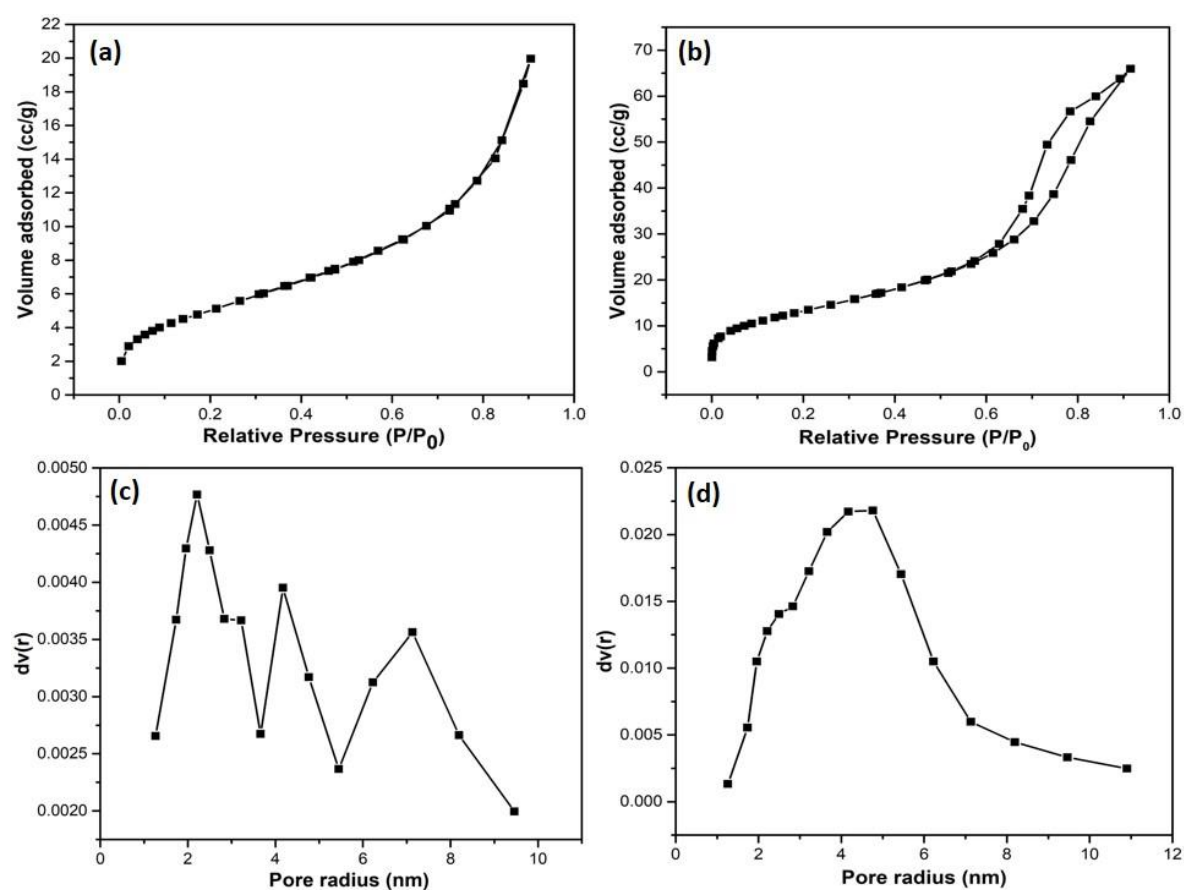 (a)
Volume adsorbed (cc/g)
22
20
18
16
14
12
10
8
6
4
2
0
0.0 0.2 0.4 0.6 0.8 1.0
Relative Pressure (P/P0)
(b)
Volume adsorbed (cc/g)
70
60
50
40
30
20
10
0
0.0 0.2 0.4 0.6 0.8 1.0
Relative Pressure (P/P0)
(c)
dv(r)
0.0050
0.0045
0.0040
0.0035
0.0030
0.0025
0.0020
0 2 4 6 8 10
Pore radius (nm)
(d)
dv(r)
0.025
0.020
0.015
0.010
0.005
0.000
0 2 4 6 8 10 12
Pore radius (nm)